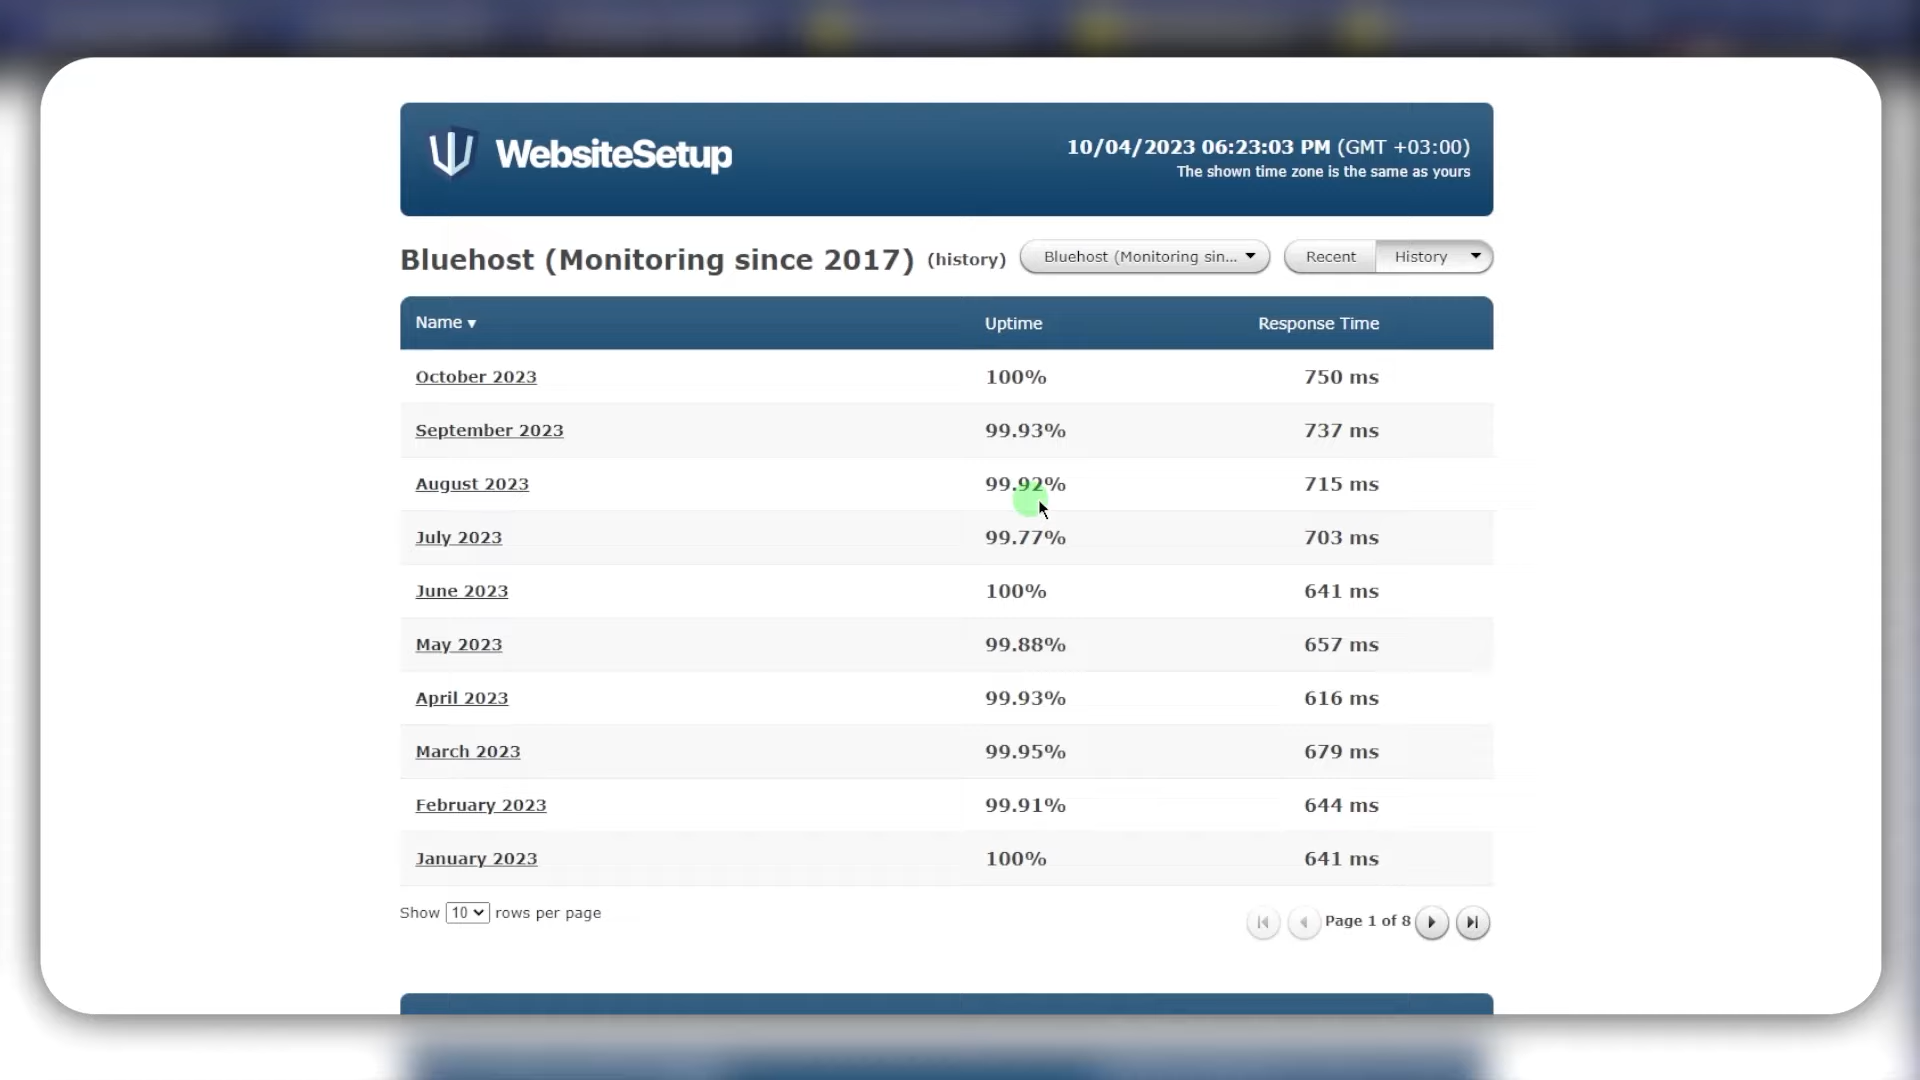 WebsiteSetup
10/04/2023 06:23:03 PM (GMT +03:00)
The shown time zone is the same as yours
Bluehost (Monitoring since 2017) (history) Bluehost (Monitoring sin... Recent History
Name Uptime Response Time
October 2023 100% 750 ms
September 2023 99.93% 737 ms
August 2023 99.92% 715 ms
July 2023 99.77% 703 ms
June 2023 100% 641 ms
May 2023 99.88% 657 ms
April 2023 99.93% 616 ms
March 2023 99.95% 679 ms
February 2023 99.91% 644 ms
January 2023 100% 641 ms
Show 10 rows per page Page 1 of 8